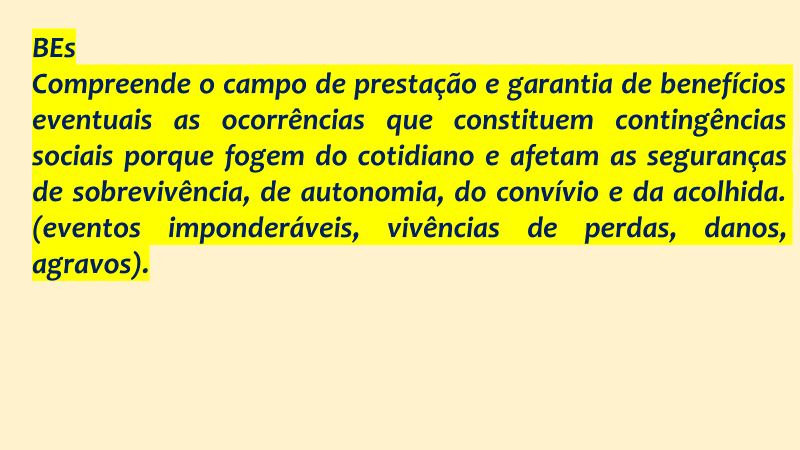 BEs
Compreende o campo de prestação e garantia de benefícios
eventuais as ocorrências que constituem contingências
sociais porque fogem do cotidiano e afetam as seguranças
de sobrevivência, de autonomia, do convívio e da acolhida.
(eventos imponderáveis, vivências de perdas, danos,
agravos).